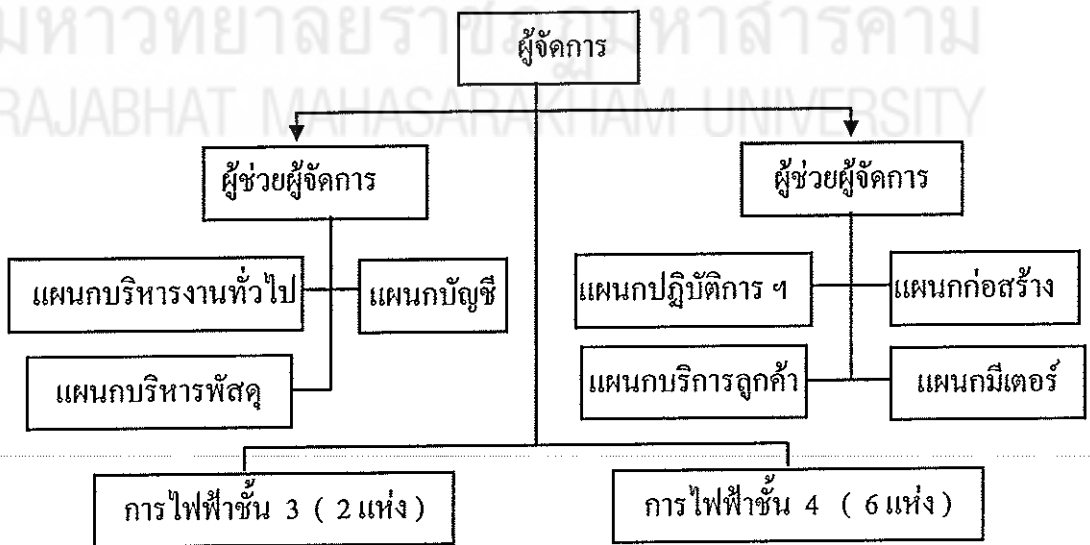 มหาวิทยาลัยราชภัฏมหาสารคาม
RAJABHAT MAHASARAKHAM UNIVERSITY
ผู้จัดการ
ผู้ช่วยผู้จัดการ
ผู้ช่วยผู้จัดการ
แผนกบริหารงานทั่วไป
แผนกบัญชี
แผนกปฏิบัติการ ฯ
แผนกก่อสร้าง
แผนกบริหารพัสดุ
แผนกบริการลูกค้า
แผนกมิเตอร์
การไฟฟ้าชั้น 3 ( 2 แห่ง )
การไฟฟ้าชั้น 4 ( 6 แห่ง )